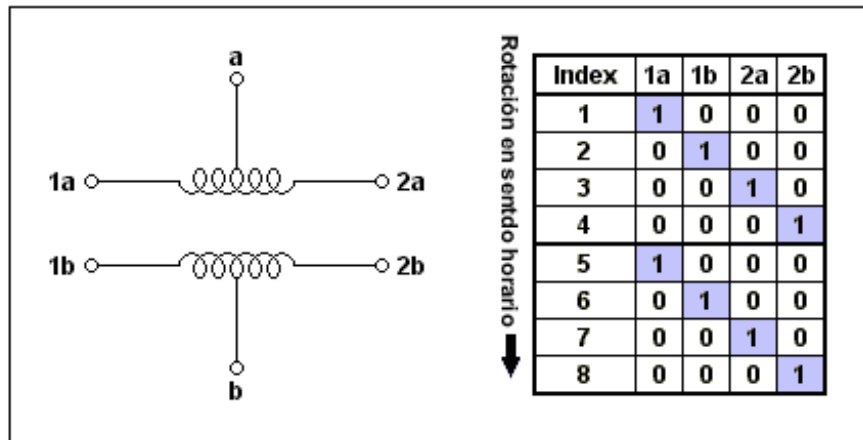 a
1a
2a
1b
2b
b
Rotación en sentdo horario
Index 1a 1b 2a 2b
1 1 0 0 0
2 0 1 0 0
3 0 0 1 0
4 0 0 0 1
5 1 0 0 0
6 0 1 0 0
7 0 0 1 0
8 0 0 0 1